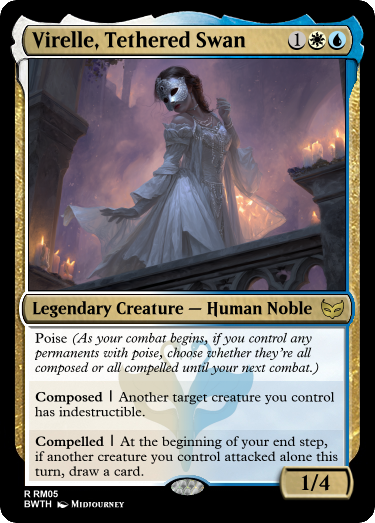 Virelle, Tethered Swan 1
Legendary Creature — Human Noble
Poise (As your combat begins, if you control any
permanents with poise, choose whether they're all
composed or all compelled until your next combat.)
Composed | Another target creature you control
has indestructible.
Compelled | At the beginning of your end step,
if another creature you control attacked alone this
turn, draw a card.
1/4
R RM05
BWTH Midjourney